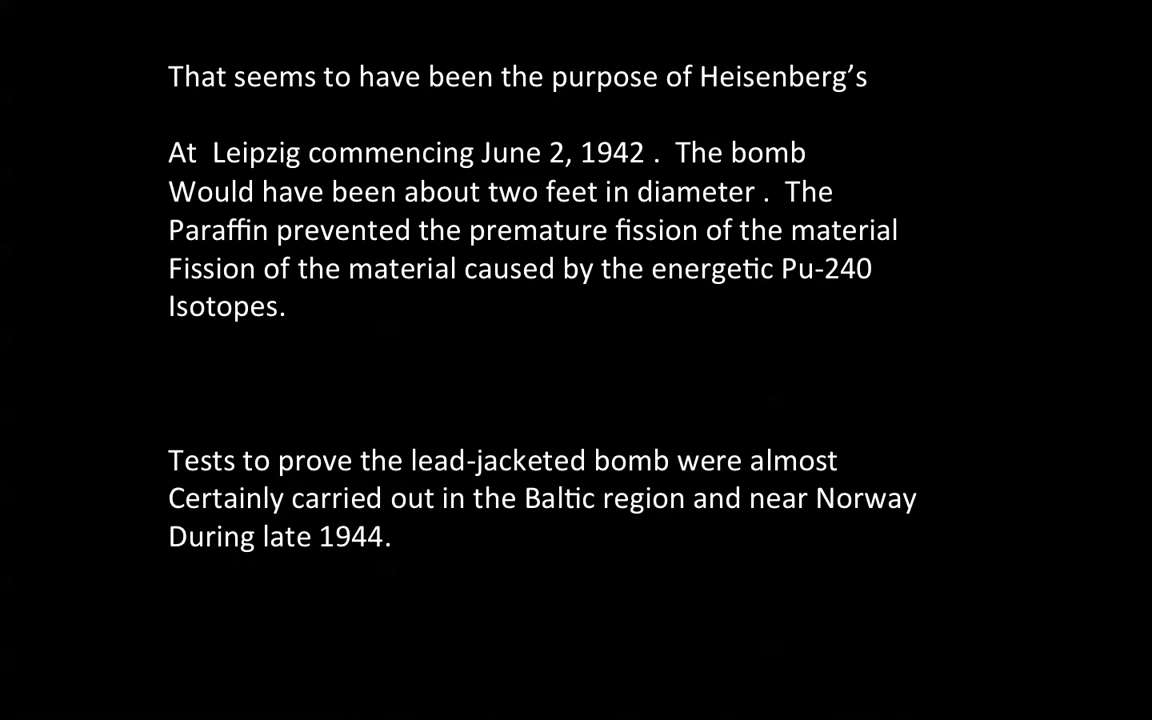 That seems to have been the purpose of Heisenberg’s
At  Leipzig commencing June 2, 1942 .  The bomb
Would have been about two feet in diameter .  The
Paraffin prevented the premature fission of the material
Fission of the material caused by the energetic Pu-240
Isotopes.
Tests to prove the lead-jacketed bomb were almost
Certainly carried out in the Baltic region and near Norway
During late 1944.